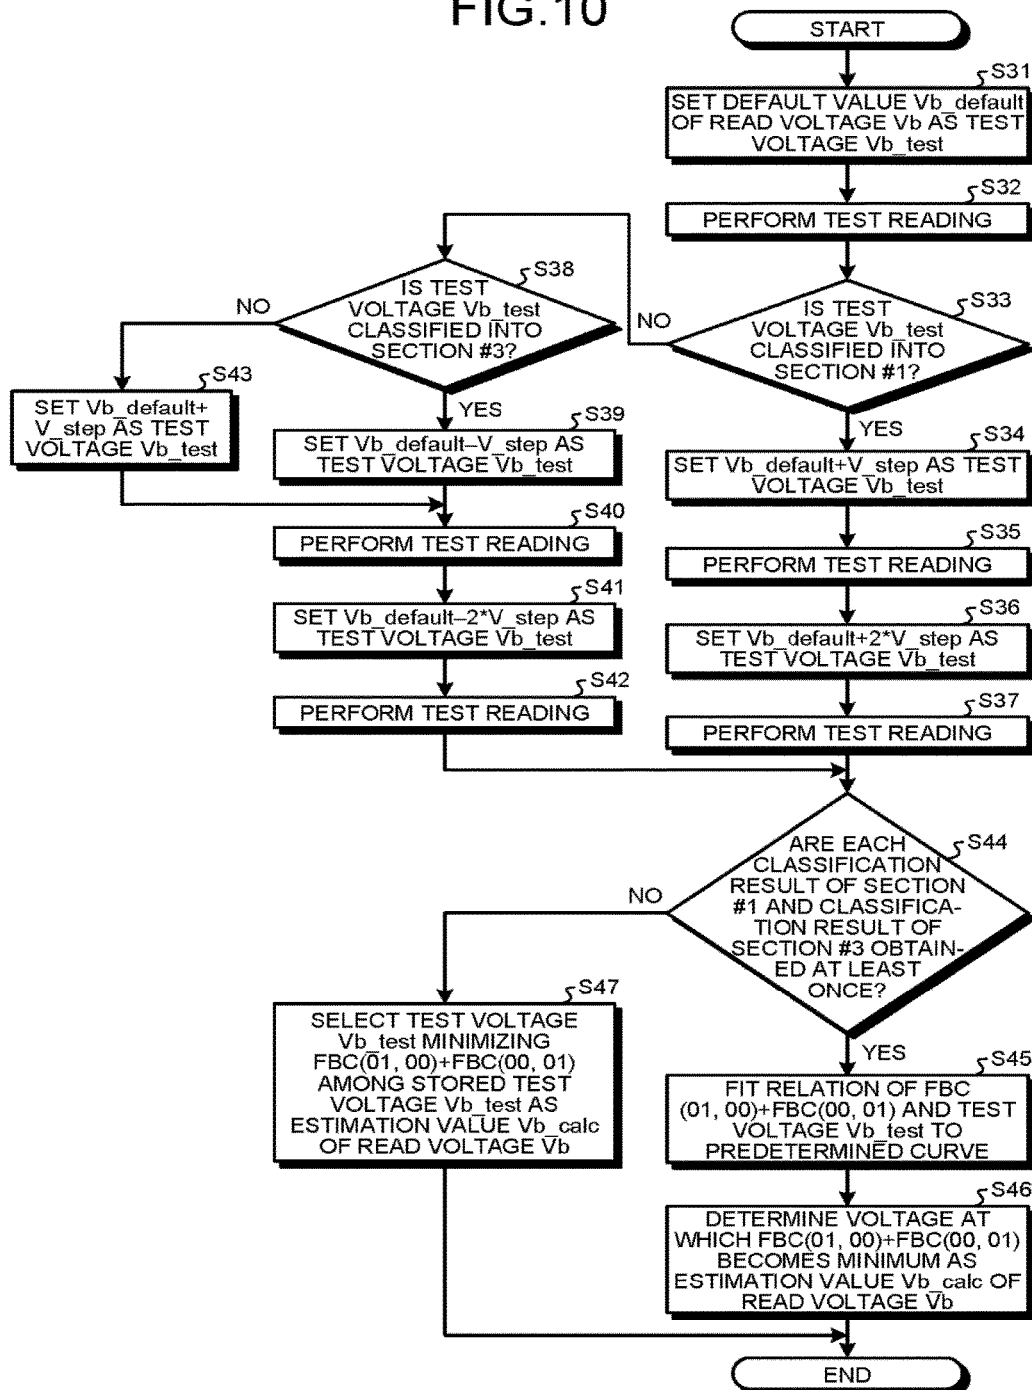 FIG.10
START
S31
SET DEFAULT VALUE Vb_default
OF READ VOLTAGE Vb AS TEST
VOLTAGE Vb_test
S32
PERFORM TEST READING
S33
IS TEST
VOLTAGE Vb_test
CLASSIFIED INTO
SECTION #1?
NO
YES
S38
IS TEST
VOLTAGE Vb_test
CLASSIFIED INTO
SECTION #3?
NO
YES
S43
SET Vb_default+
V_step AS TEST
VOLTAGE Vb_test
S39
SET Vb_default–V_step AS
TEST VOLTAGE Vb_test
S40
PERFORM TEST READING
S41
SET Vb_default–2*V_step AS
TEST VOLTAGE Vb_test
S42
PERFORM TEST READING
S34
SET Vb_default+V_step AS TEST
VOLTAGE Vb_test
S35
PERFORM TEST READING
S36
SET Vb_default+2*V_step AS
TEST VOLTAGE Vb_test
S37
PERFORM TEST READING
S44
ARE EACH
CLASSIFICATION
RESULT OF SECTION
#1 AND CLASSIFICA-
TION RESULT OF
SECTION #3 OBTAIN-
ED AT LEAST
ONCE?
NO
YES
S47
SELECT TEST VOLTAGE
Vb_test MINIMIZING
FBC(01, 00)+FBC(00, 01)
AMONG STORED TEST
VOLTAGE Vb_test AS
ESTIMATION VALUE Vb_calc
OF READ VOLTAGE Vb
S45
FIT RELATION OF FBC
(01, 00)+FBC(00, 01) AND TEST
VOLTAGE Vb_test TO
PREDETERMINED CURVE
S46
DETERMINE VOLTAGE AT
WHICH FBC(01, 00)+FBC(00, 01)
BECOMES MINIMUM AS
ESTIMATION VALUE Vb_calc OF
READ VOLTAGE Vb
END